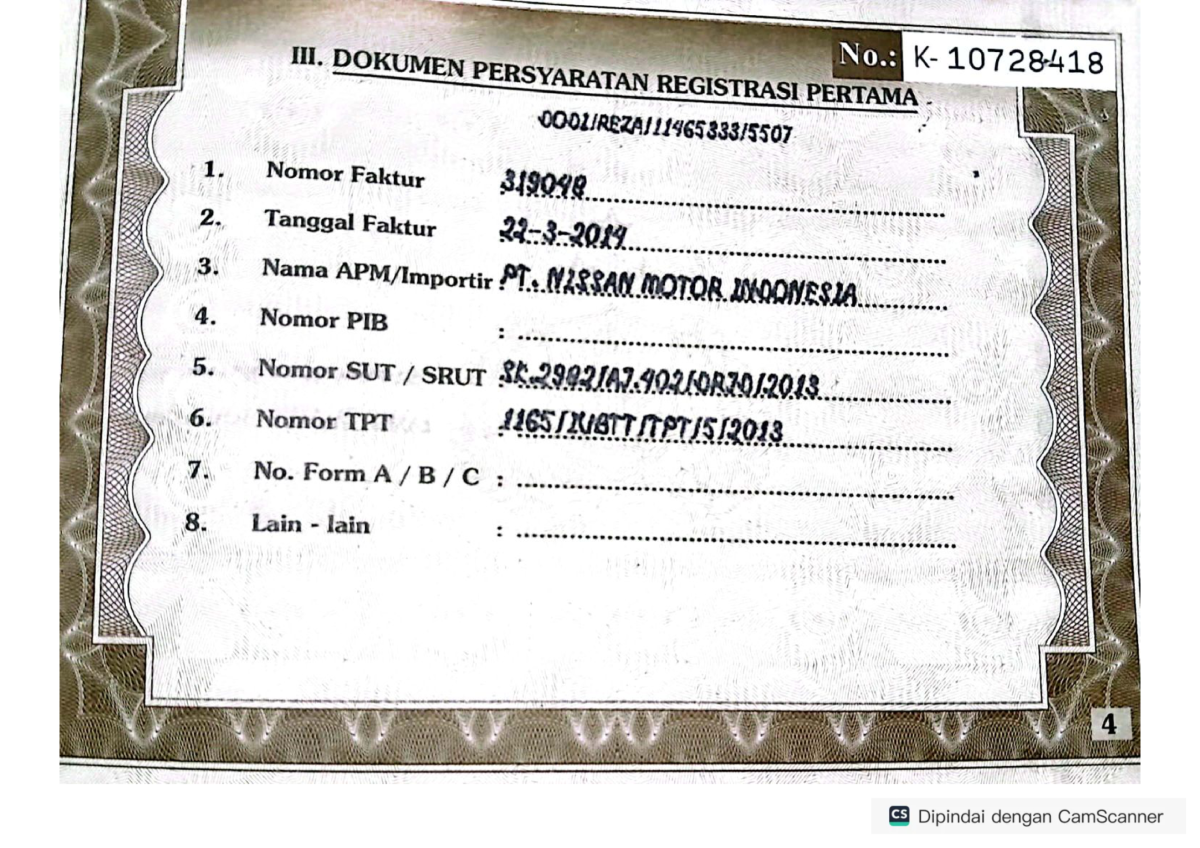 No.: K- 10728418
III. DOKUMEN PERSYARATAN REGISTRASI PERTAMA
0001/REZA/11465333/5507
1. Nomor Faktur 319048
2. Tanggal Faktur 22-3-2014
3. Nama APM/Importir PT. NISSAN MOTOR INDONESIA
4. Nomor PIB :
5. Nomor SUT / SRUT SK.2982/AJ.402/DRJD/2013
6. Nomor TPT : 1165/IUBTT/TPT/5/2013
7. No. Form A / B / C :
8. Lain - lain :
4
CS Dipindai dengan CamScanner